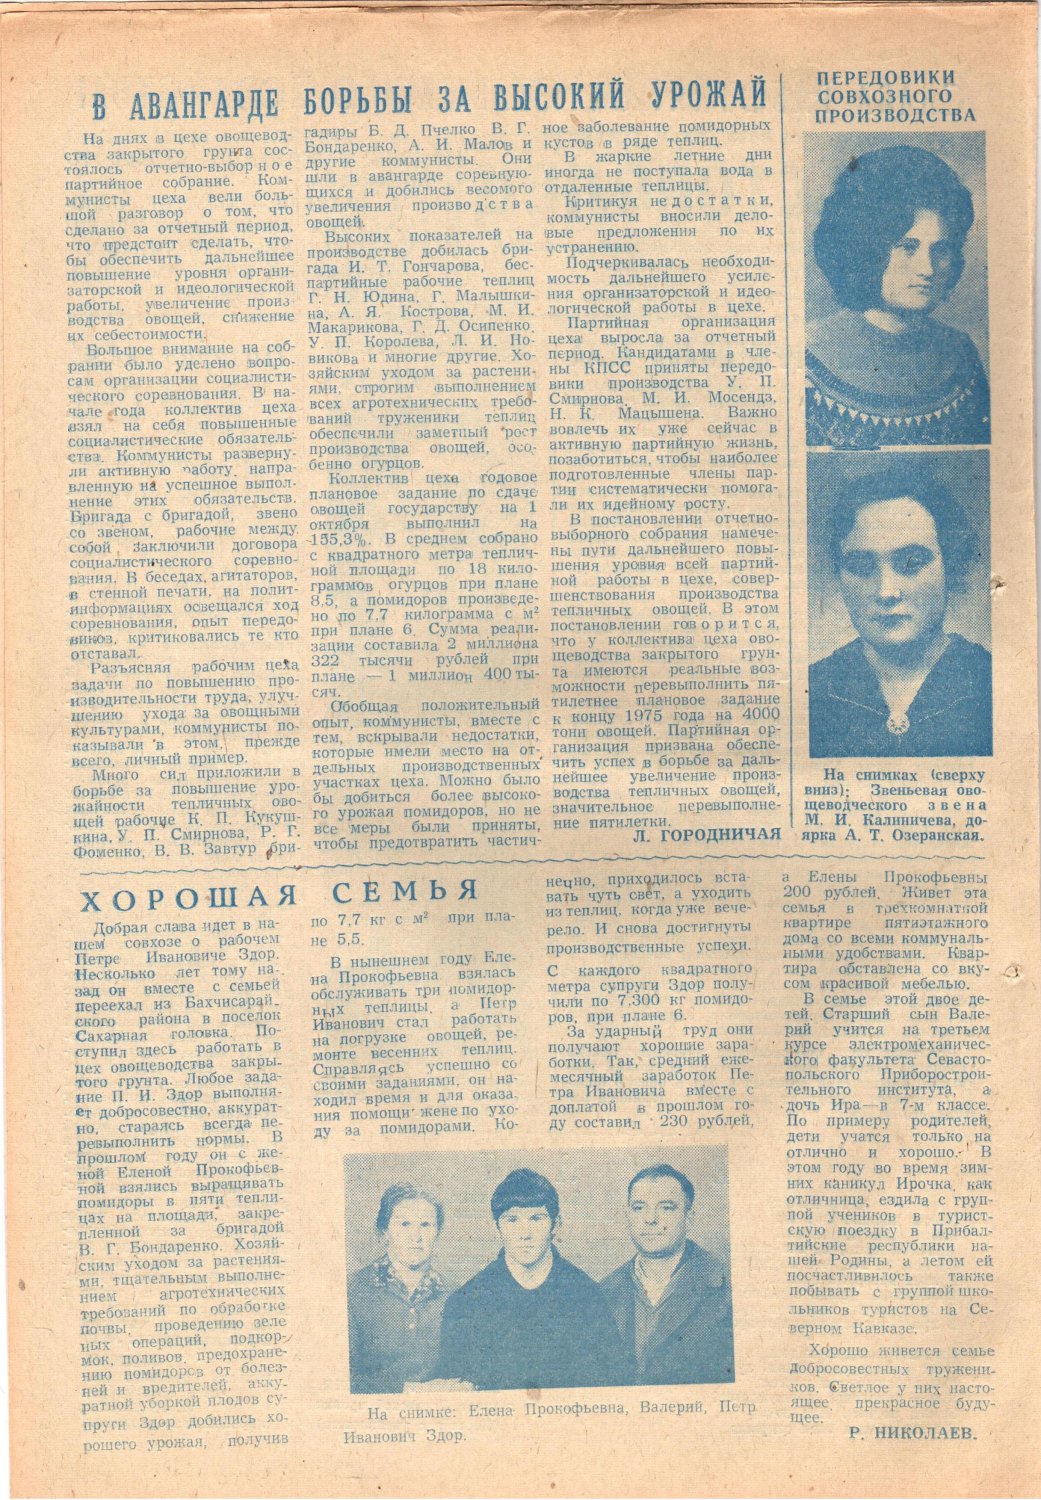 В АВАНГАРДЕ БОРЬБЫ ЗА ВЫСОКИЙ УРОЖАЙ
На днях в цехе овощевод-
ства закрытого грунта сос-
тоялось отчетно-выборное
партийное собрание. Ком-
мунисты цеха вели боль-
шой разговор о том, что
сделано за отчетный период,
что предстоит сделать, что-
бы обеспечить дальнейшее
повышение уровня органи-
заторской и идеологической
работы, увеличение произ-
водства овощей, снижение
их себестоимости.
Большое внимание на соб-
рании было уделено вопро-
сам организации социалисти-
ческого соревнования. В на-
чале года коллектив цеха
взял на себя повышенные
социалистические обязатель-
ства. Коммунисты разверну-
ли активную работу, направ-
ленную на успешное выпол-
нение этих обязательств.
Бригада с бригадой, звено
со звеном, рабочие между
собой заключили договора
социалистического соревно-
вания. В беседах, агитаторов,
в стенной печати, на полит-
информациях освещался ход
соревнования, опыт передо-
виков, критиковались те кто
отставал.
Разъясняя рабочим цеха
задачи по повышению про-
изводительности труда, улуч-
шению ухода за овощными
культурами, коммунисты по-
казывали в этом, прежде
всего, личный пример.
Много сил приложили в
борьбе за повышение уро-
жайности тепличных ово-
щей рабочие К. П. Кукуш-
кина, У. П. Смирнова, Р. Г.
Фоменко, В. В. Завтур бри-
гадиры Б. Д. Пчелко В. Г.
Бондаренко, А. И. Малов и
другие коммунисты. Они
шли в авангарде соревную-
щихся и добились весомого
увеличения производства
овощей.
Высоких показателей на
производстве добилась бри-
гада И. Т. Гончарова, бес-
партийные рабочие теплиц
Г. Н. Юдина, Г. Малышки-
на, А. Я. Кострова, М. И.
Макарикова, Г. Д. Осипенко,
У. П. Королева, Л. И. Но-
викова и многие другие. Хо-
зяйским уходом за растени-
ями, строгим выполнением
всех агротехнических требо-
ваний труженики теплиц
обеспечили заметный рост
производства овощей, осо-
бенно огурцов.
Коллектив цеха годовое
плановое задание по сдаче
овощей государству на 1
октября выполнил на
155,3%. В среднем собрано
с квадратного метра теплич-
ной площади по 18 кило-
граммов огурцов при плане
8,5, а помидоров произведе-
но по 7,7 килограмма с м²
при плане 6. Сумма реали-
зации составила 2 миллиона
322 тысячи рублей при
плане — 1 миллион 400 ты-
сяч.
Обобщая положительный
опыт, коммунисты, вместе с
тем, вскрывали недостатки,
которые имели место на от-
дельных производственных
участках цеха. Можно было
бы добиться более высоко-
го урожая помидоров, но не
все меры были приняты,
чтобы предотвратить частич-
ное заболевание помидорных
кустов в ряде теплиц.
В жаркие летние дни
иногда не поступала вода в
отдаленные теплицы.
Критикуя недостатки,
коммунисты вносили дело-
вые предложения по их
устранению.
Подчеркивалась необходи-
мость дальнейшего усиле-
ния организаторской и идео-
логической работы в цехе.
Партийная организация
цеха выросла за отчетный
период. Кандидатами в чле-
ны КПСС приняты передо-
вики производства У. П.
Смирнова, М. И. Мосендз,
Н. К. Мацышена. Важно
вовлечь их уже сейчас в
активную партийную жизнь,
позаботиться, чтобы наиболее
подготовленные члены пар-
тии систематически помога-
ли их идейному росту.
В постановлении отчетно-
выборного собрания намече-
ны пути дальнейшего повы-
шения уровня всей партий-
ной работы в цехе, совер-
шенствования производства
тепличных овощей. В этом
постановлении говорится,
что у коллектива цеха ово-
щеводства закрытого грун-
та имеются реальные воз-
можности перевыполнить пя-
тилетнее плановое задание
к концу 1975 года на 4000
тонн овощей. Партийная ор-
ганизация призвана обеспе-
чить успех в борьбе за даль-
нейшее увеличение произ-
водства тепличных овощей,
значительное перевыполне-
ние пятилетки.
Л. ГОРОДНИЧАЯ
ПЕРЕДОВИКИ
СОВХОЗНОГО
ПРОИЗВОДСТВА
На снимках (сверху
вниз): Звеньевая ово-
щеводческого звена
М. И. Калиничева, до-
ярка А. Т. Озеранская.
ХОРОШАЯ СЕМЬЯ
Добрая слава идет в на-
шем совхозе о рабочем
Петре Ивановиче Здор.
Несколько лет тому на-
зад он вместе с семьей
переехал из Бахчисарай-
ского района в поселок
Сахарная головка. По-
ступил здесь работать в
цех овощеводства закры-
того грунта. Любое зада-
ние П. И. Здор выполня-
ет добросовестно, аккурат-
но, стараясь всегда пе-
ревыполнить нормы. В
прошлом году он с же-
ной Еленой Прокофьев-
ной взялись выращивать
помидоры в пяти тепли-
цах на площади, закре-
пленной за бригадой
В. Г. Бондаренко. Хозяй-
ским уходом за растения-
ми, тщательным выполне-
нием агротехнических
требований по обработке
почвы, проведению зеле
ных операций, подкор-
мок, поливов, предохране-
нию помидоров от болез-
ней и вредителей, акку-
ратной уборкой плодов су-
пруги Здор добились хо-
рошего урожая, получив
по 7,7 кг с м² при пла-
не 5,5.
В нынешнем году Еле-
на Прокофьевна взялась
обслуживать три помидор-
ных теплицы, а Петр
Иванович стал работать
на погрузке овощей, ре-
монте весенних теплиц.
Справляясь успешно со
своими заданиями, он на-
ходил время и для оказа-
ния помощи жене по ухо-
ду за помидорами. Ко-
нечно, приходилось вста-
вать чуть свет, а уходить
из теплиц, когда уже вече-
рело. И снова достигнуты
производственные успехи.
С каждого квадратного
метра супруги Здор полу-
чили по 7,300 кг помидо-
ров, при плане 6.
За ударный труд они
получают хорошие зара-
ботки. Так, средний еже-
месячный заработок Пе-
тра Ивановича вместе с
доплатой в прошлом го-
ду составил 230 рублей,
а Елены Прокофьевны
200 рублей. Живет эта
семья в трехкомнатной
квартире пятиэтажного
дома со всеми коммуналь-
ными удобствами. Квар-
тира обставлена со вку-
сом красивой мебелью.
В семье этой двое де-
тей. Старший сын Вале-
рий учится на третьем
курсе электромеханичес-
кого факультета Севасто-
польского Приборострои-
тельного института, а
дочь Ира—в 7-м классе.
По примеру родителей,
дети учатся только на
отлично и хорошо. В
этом году во время зим-
них каникул Ирочка, как
отличница, ездила с груп-
пой учеников в турист-
скую поездку в Прибал-
тийские республики на-
шей Родины, а летом ей
посчастливилось также
побывать с группой шко-
льников туристов на Се-
верном Кавказе.
Хорошо живется семье
добросовестных тружени-
ков. Светлое у них насто-
ящее, прекрасное буду-
щее.
Р. НИКОЛАЕВ.
На снимке: Елена Прокофьевна, Валерий, Петр
Иванович Здор.